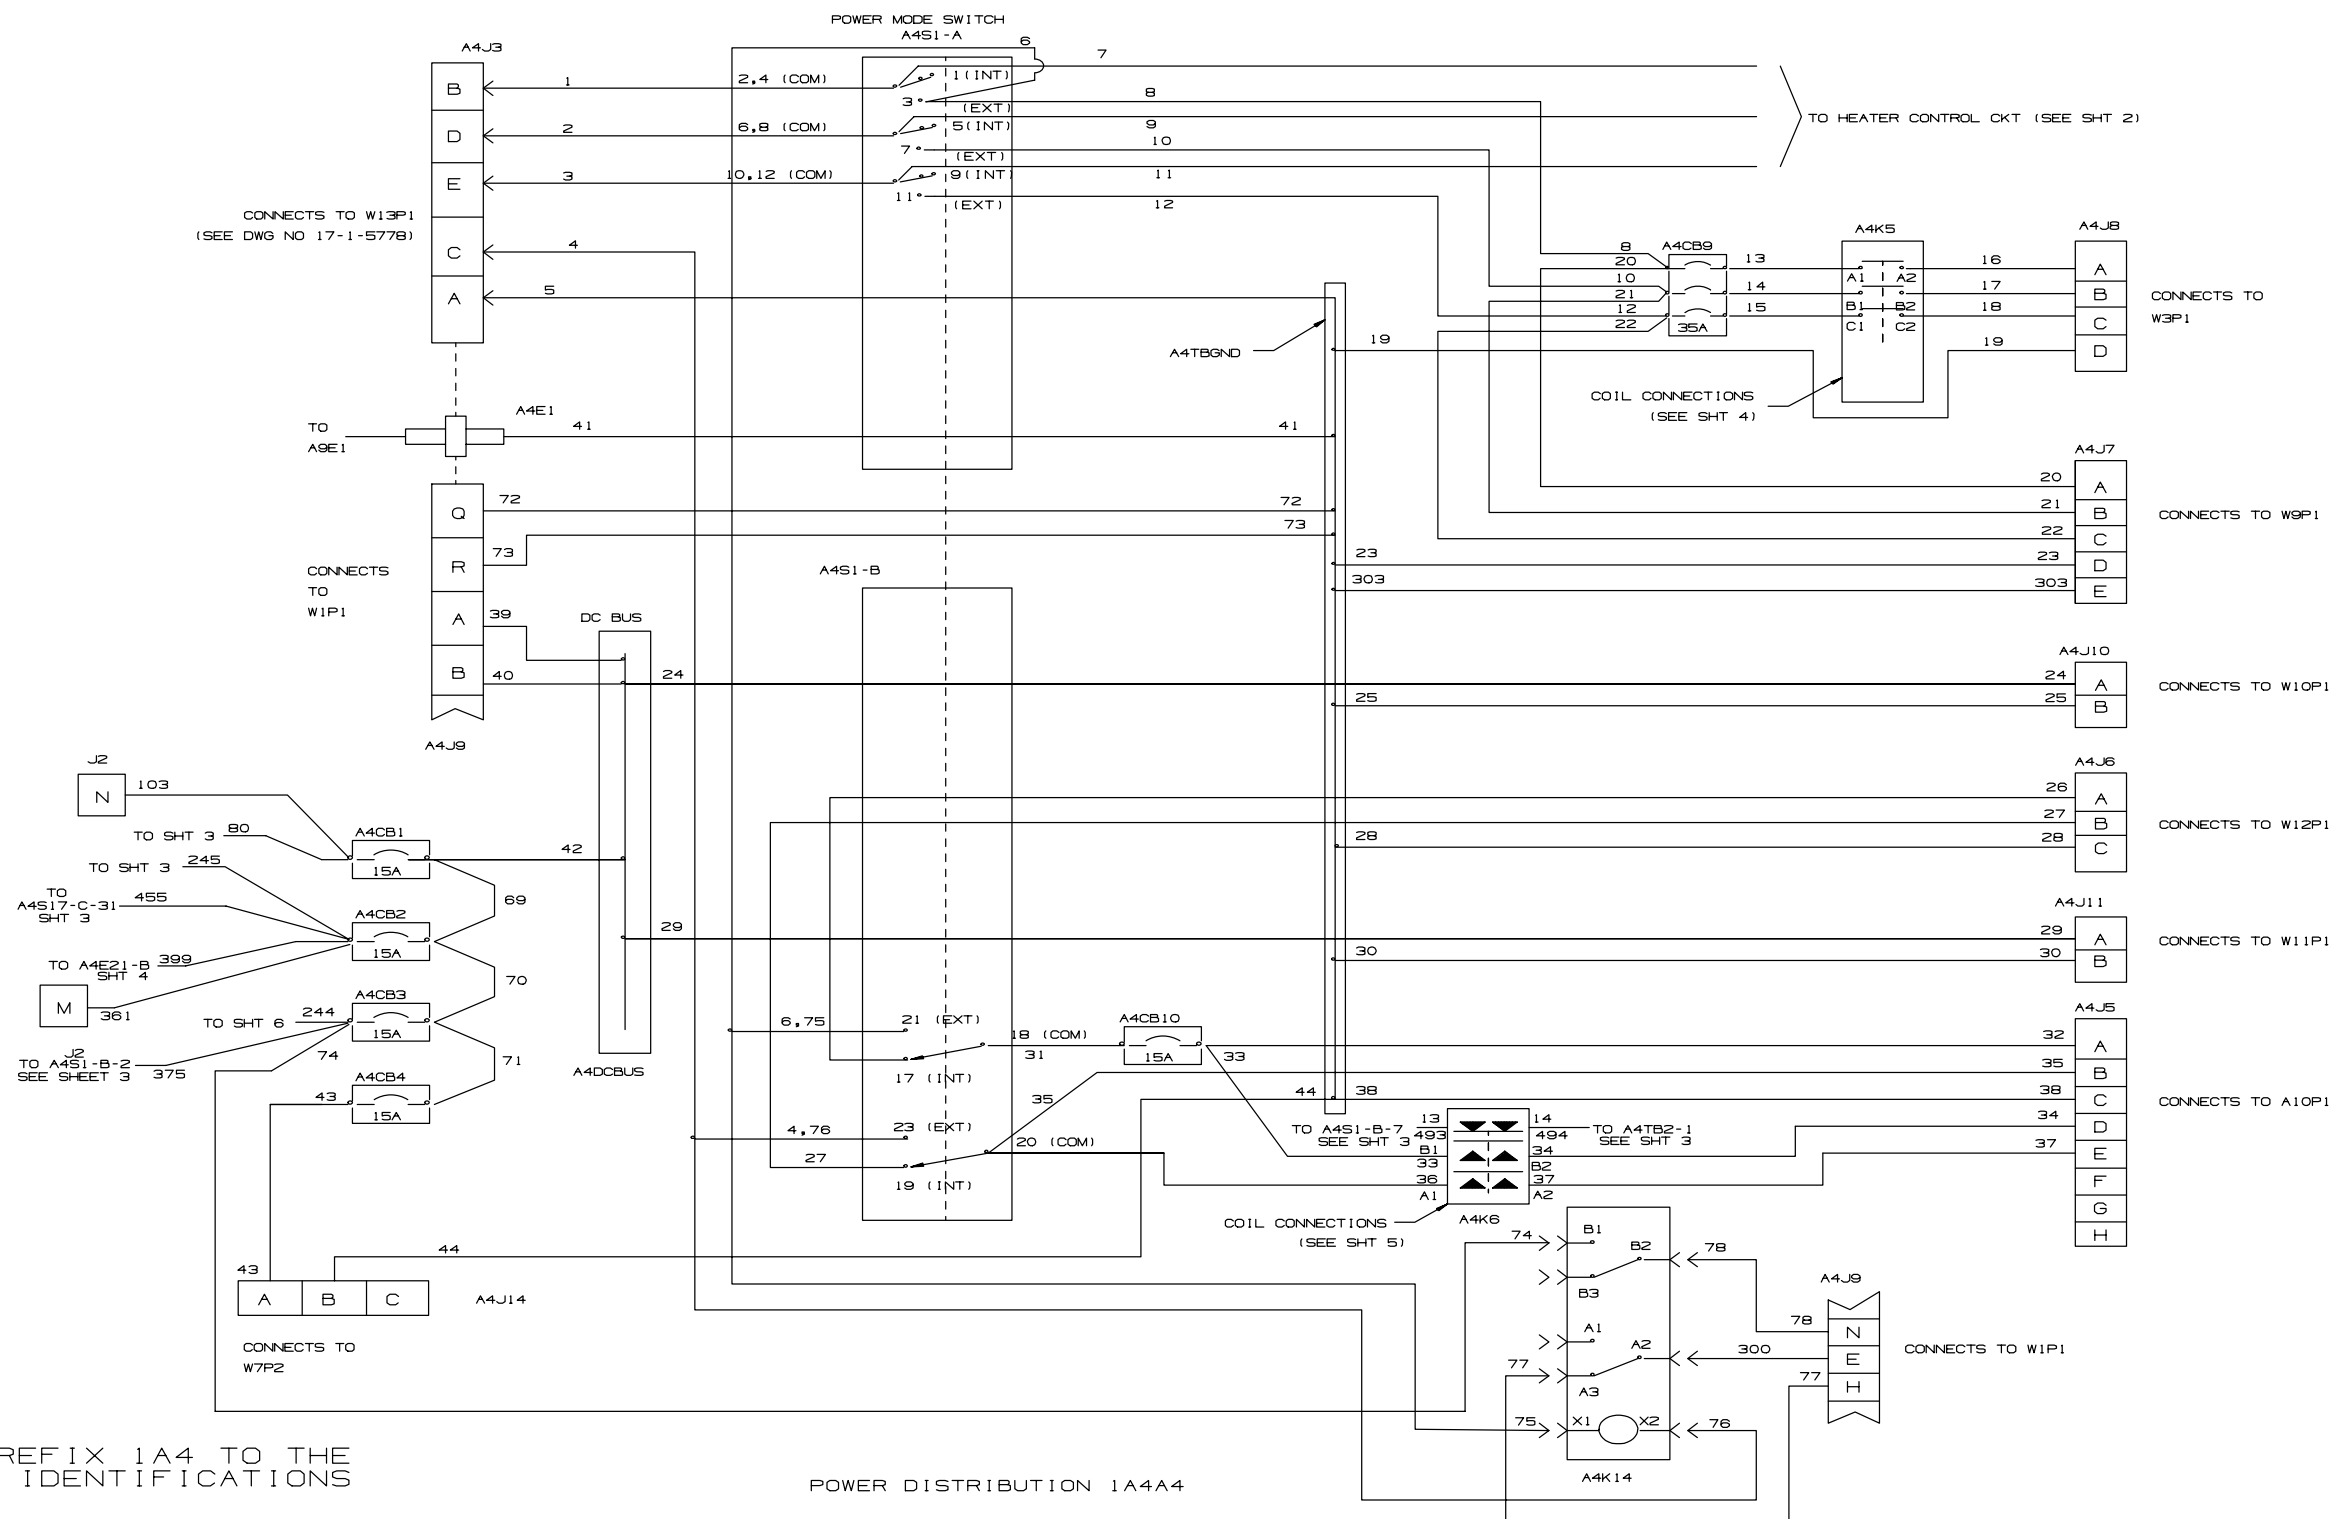 POWER MODE SWITCH
A4S1-A
A4J3
6
7
B
1
2,4 (COM)
1(INT)
3
(EXT)
8
D
2
6,8 (COM)
5(INT)
9
7
(EXT)
10
TO HEATER CONTROL CKT (SEE SHT 2)
E
3
10,12 (COM)
9(INT)
11
11
(EXT)
12
CONNECTS TO W13P1
(SEE DWG NO 17-1-5778)
C
4
A
5
8
20
10
21
12
22
A4CB9
35A
13
14
15
A4K5
A1 A2
B1 B2
C1 C2
16
17
18
19
A4J8
A
B
C
D
CONNECTS TO
W3P1
A4TBGND
19
COIL CONNECTIONS
(SEE SHT 4)
TO
A9E1
A4E1
41
41
A4J7
20
A
21
B
22
C
23
D
303
E
CONNECTS TO W9P1
Q
72
72
R
73
73
A
39
B
40
CONNECTS
TO
W1P1
A4J9
23
303
A4S1-B
DC BUS
24
25
A4J10
24
A
25
B
CONNECTS TO W10P1
J2
N
103
TO SHT 3
80
TO SHT 3
245
TO
A4S17-C-31
SHT 3
455
TO A4E21-B
SHT 4
399
M
361
J2
TO SHT 6
244
TO A4S1-B-2
SEE SHEET 3
375
74
A4CB1
15A
A4CB2
15A
A4CB3
15A
A4CB4
15A
42
69
70
71
43
A4DCBUS
A4J6
26
A
27
B
28
28
C
CONNECTS TO W12P1
A4J11
29
29
A
30
30
B
CONNECTS TO W11P1
6,75
21 (EXT)
18 (COM)
31
17 (INT)
A4CB10
15A
33
4,76
23 (EXT)
35
20 (COM)
27
19 (INT)
44
38
A4J5
32
A
35
B
38
C
34
D
37
E
F
G
H
CONNECTS TO A10P1
TO A4S1-B-7
SEE SHT 3
13
493
B1
33
36
A1
14
494
34
B2
37
A2
TO A4TB2-1
SEE SHT 3
A4K6
COIL CONNECTIONS
(SEE SHT 5)
44
43
A
B
C
A4J14
CONNECTS TO
W7P2
74
B1
B2
78
B3
A1
A2
77
A3
300
75
X1
X2
76
A4K14
A4J9
78
N
E
77
H
CONNECTS TO W1P1
REFIX 1A4 TO THE
IDENTIFICATIONS
POWER DISTRIBUTION 1A4A4